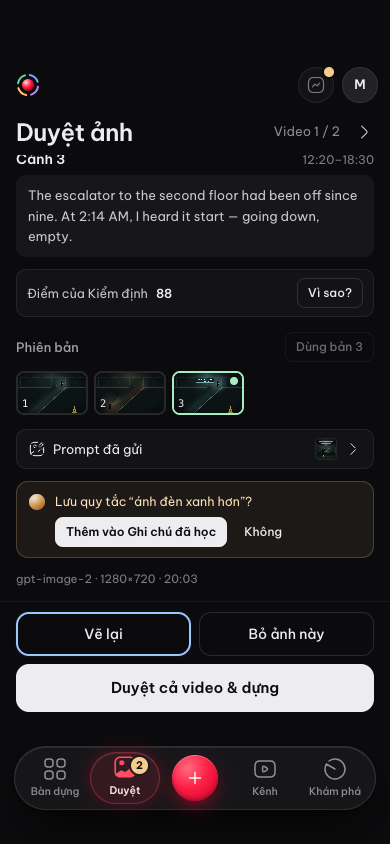 M
Duyệt ảnh
Video 1 / 2
Cảnh 3
12:20–18:30
The escalator to the second floor had been off since
nine. At 2:14 AM, I heard it start — going down,
empty.
Điểm của Kiểm định 88
Vì sao?
Phiên bản
Dùng bản 3
1
2
3
Prompt đã gửi
Lưu quy tắc “ánh đèn xanh hơn”?
Thêm vào Ghi chú đã học
Không
gpt-image-2 · 1280×720 · 20:03
Vẽ lại
Bỏ ảnh này
Duyệt cả video & dựng
2
Bàn dựng
Duyệt
Kênh
Khám phá